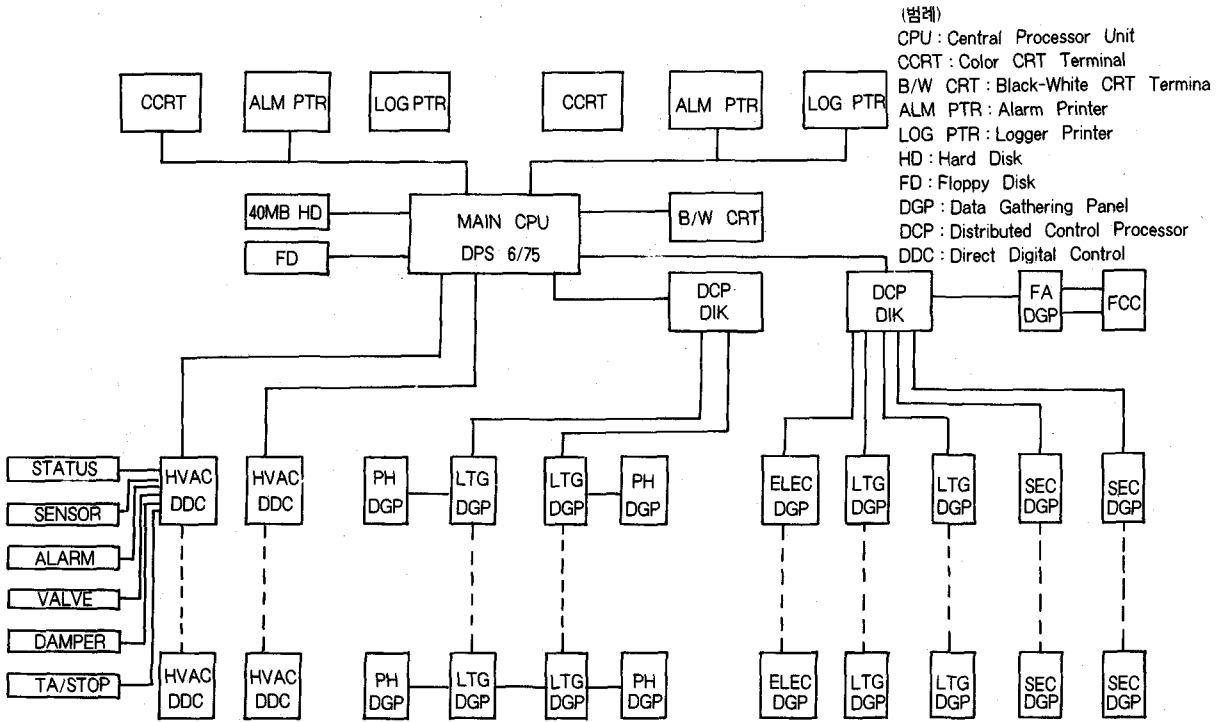 (범례)
CPU : Central Processor Unit
CCRT : Color CRT Terminal
B/W CRT : Black-White CRT Termina
ALM PTR : Alarm Printer
LOG PTR : Logger Printer
HD : Hard Disk
FD : Floppy Disk
DGP : Data Gathering Panel
DCP : Distributed Control Processor
DDC : Direct Digital Control
CCRT
ALM PTR
LOG PTR
CCRT
ALM PTR
LOG PTR
40MB HD
FD
MAIN CPU
DPS 6/75
B/W CRT
DCP
DIK
DCP
DIK
FA
DGP
FCC
STATUS
SENSOR
ALARM
VALVE
DAMPER
TA/STOP
HVAC
DDC
HVAC
DDC
PH
DGP
LTG
DGP
LTG
DGP
PH
DGP
ELEC
DGP
LTG
DGP
LTG
DGP
SEC
DGP
SEC
DGP
HVAC
DDC
HVAC
DDC
PH
DGP
LTG
DGP
LTG
DGP
PH
DGP
ELEC
DGP
LTG
DGP
LTG
DGP
SEC
DGP
SEC
DGP